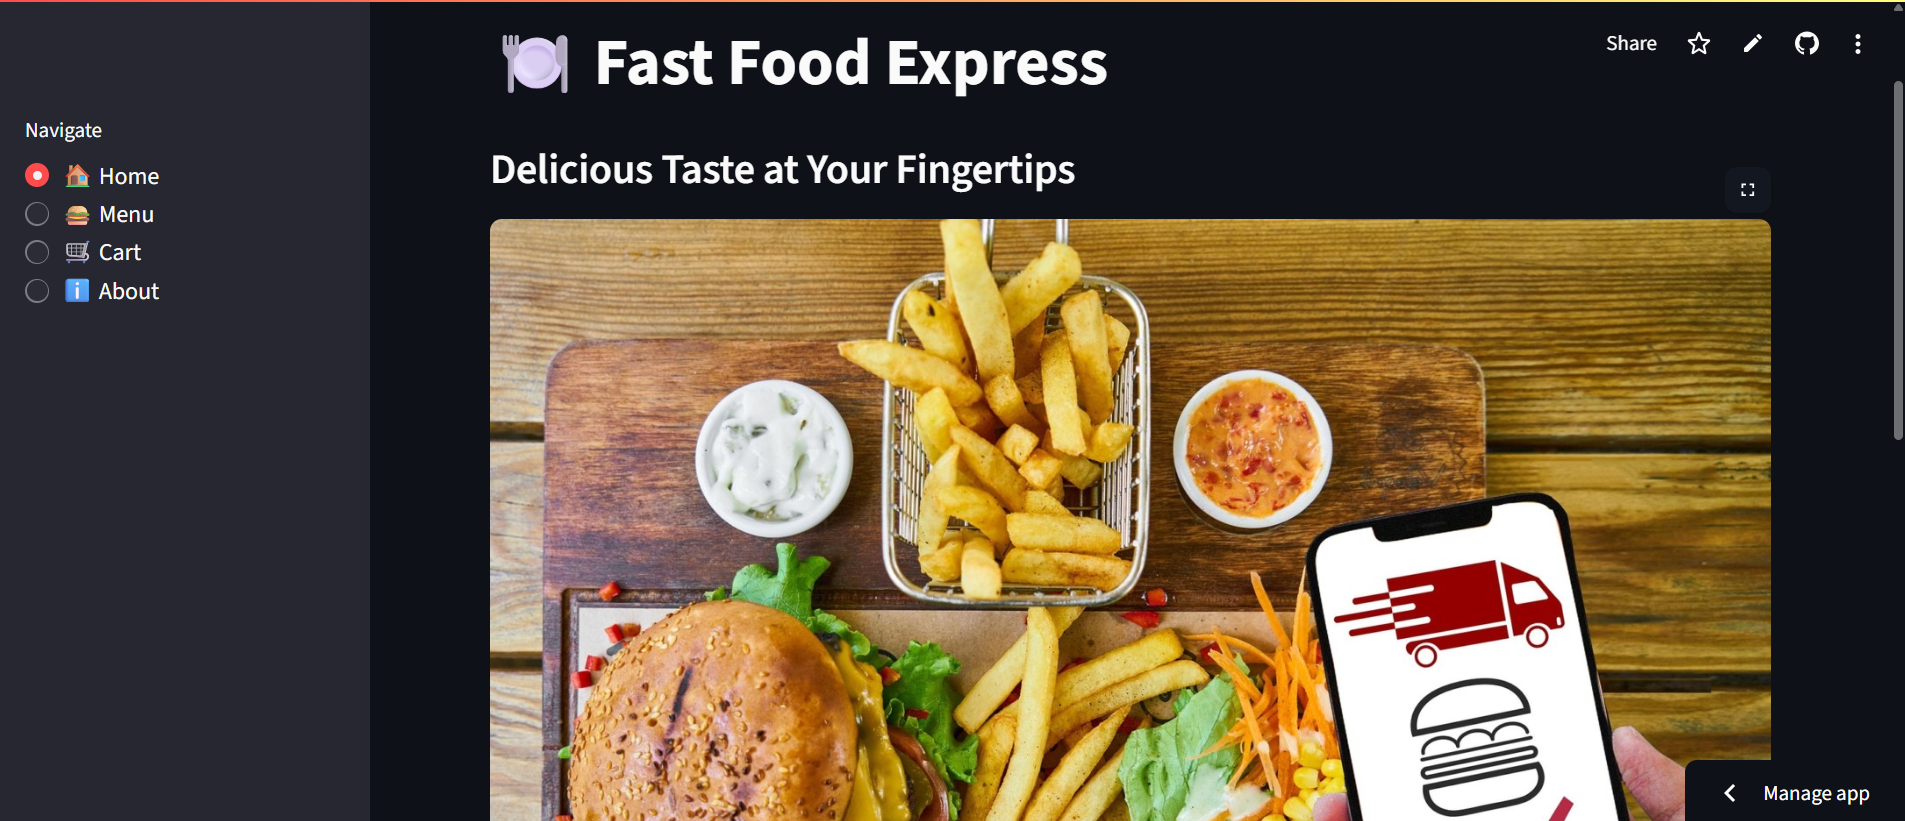 Share
Fast Food Express
Navigate
Home
Menu
Cart
About
Delicious Taste at Your Fingertips
Manage app